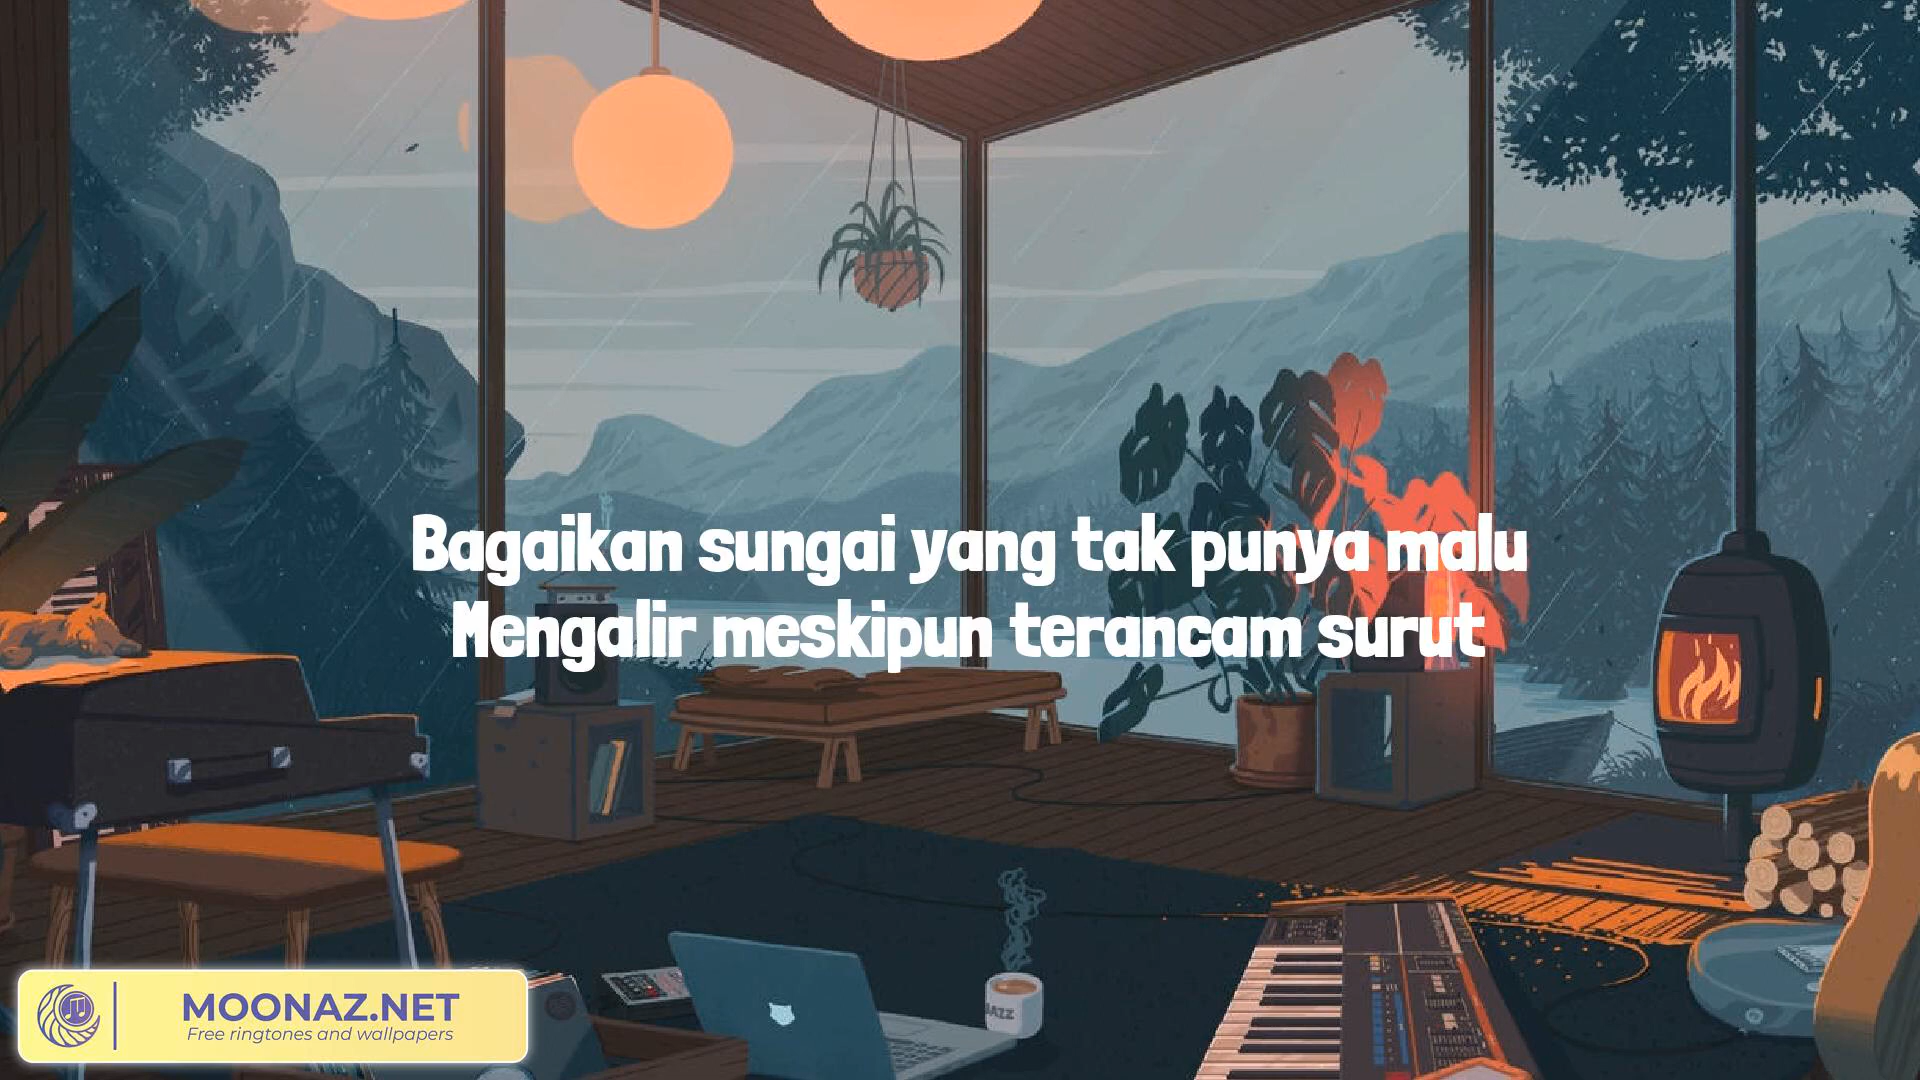 Bagaikan sungai yang tak punya malu
Mengalir meskipun terancam surut
JAZZ
MOONAZ.NET
Free ringtones and wallpapers